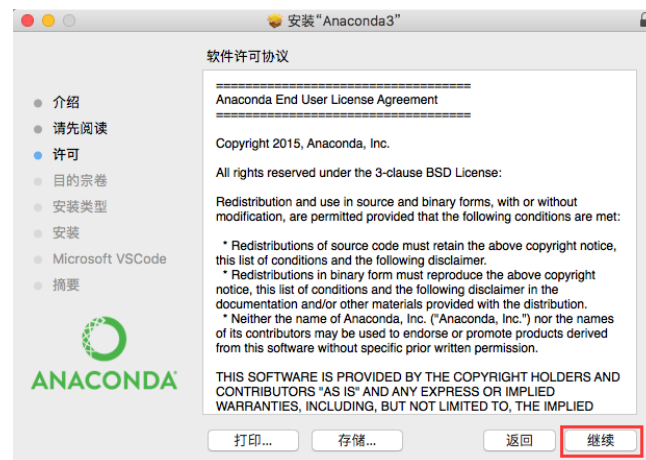 安装“Anaconda3”
软件许可协议
介绍
请先阅读
许可
目的宗卷
安装类型
安装
Microsoft VSCode
摘要
ANACONDA
===================================
Anaconda End User License Agreement
===================================
Copyright 2015, Anaconda, Inc.
All rights reserved under the 3-clause BSD License:
Redistribution and use in source and binary forms, with or without
modification, are permitted provided that the following conditions are met:
* Redistributions of source code must retain the above copyright notice,
this list of conditions and the following disclaimer.
* Redistributions in binary form must reproduce the above copyright
notice, this list of conditions and the following disclaimer in the
documentation and/or other materials provided with the distribution.
* Neither the name of Anaconda, Inc. ("Anaconda, Inc.") nor the names
of its contributors may be used to endorse or promote products derived
from this software without specific prior written permission.
THIS SOFTWARE IS PROVIDED BY THE COPYRIGHT HOLDERS AND
CONTRIBUTORS "AS IS" AND ANY EXPRESS OR IMPLIED
WARRANTIES, INCLUDING, BUT NOT LIMITED TO, THE IMPLIED
打印...
存储...
返回
继续